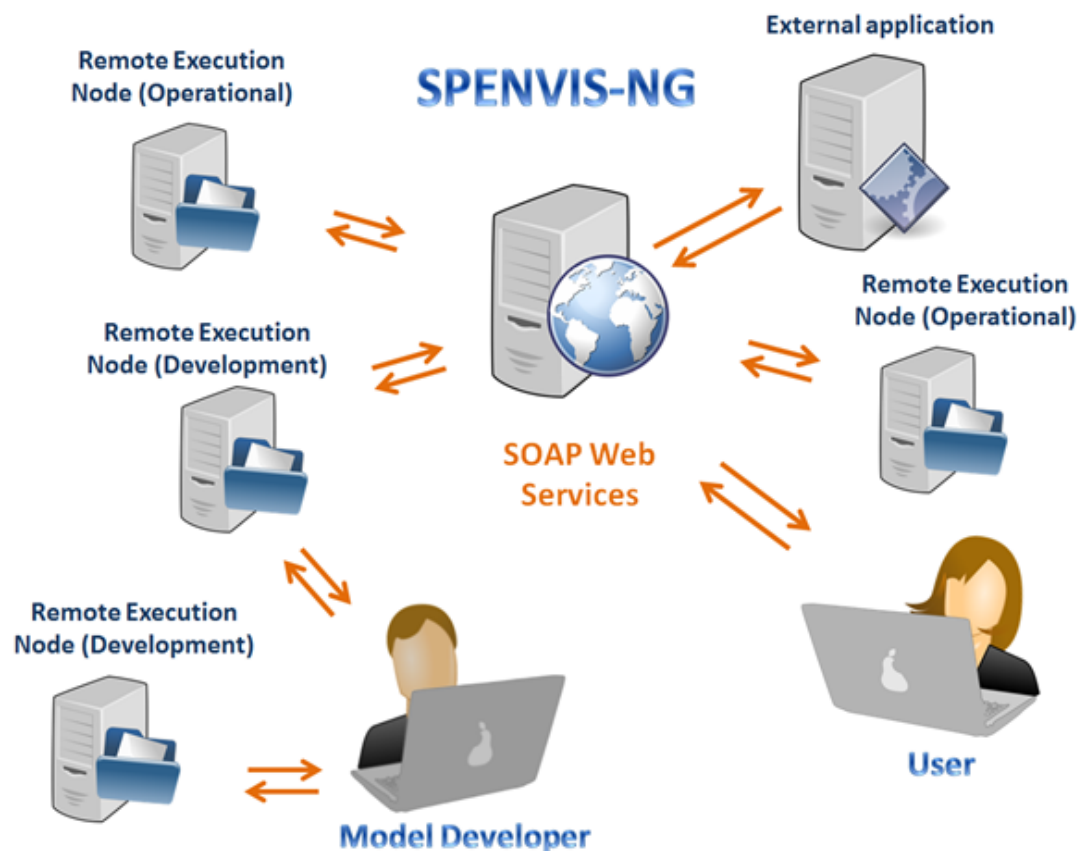 External application
Remote Execution
Node (Operational)
SPENVIS-NG
Remote Execution
Node (Operational)
Remote Execution
Node (Development)
SOAP Web
Services
Remote Execution
Node (Development)
User
Model Developer